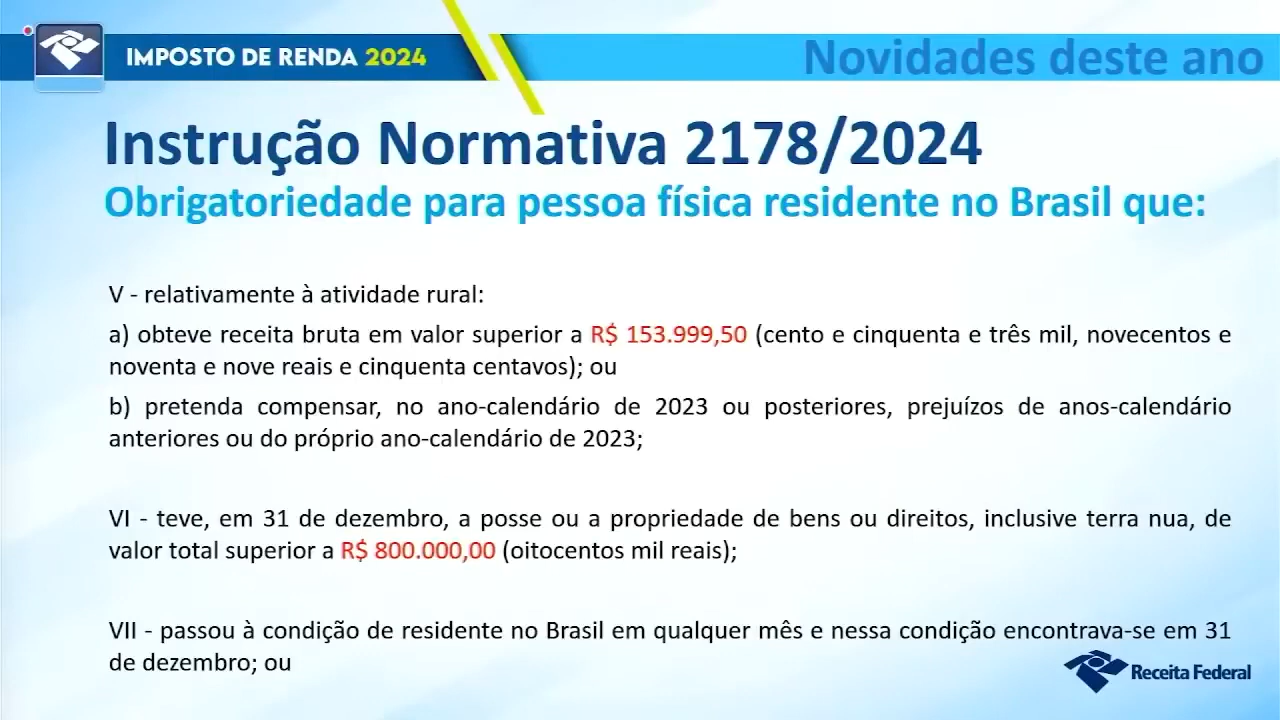 IMPOSTO DE RENDA 2024
Novidades deste ano
Instrução Normativa 2178/2024
Obrigatoriedade para pessoa física residente no Brasil que:
V - relativamente à atividade rural:
a) obteve receita bruta em valor superior a R$ 153.999,50 (cento e cinquenta e três mil, novecentos e
noventa e nove reais e cinquenta centavos); ou
b) pretenda compensar, no ano-calendário de 2023 ou posteriores, prejuízos de anos-calendário
anteriores ou do próprio ano-calendário de 2023;
VI - teve, em 31 de dezembro, a posse ou a propriedade de bens ou direitos, inclusive terra nua, de
valor total superior a R$ 800.000,00 (oitocentos mil reais);
VII - passou à condição de residente no Brasil em qualquer mês e nessa condição encontrava-se em 31
de dezembro; ou
Receita Federal